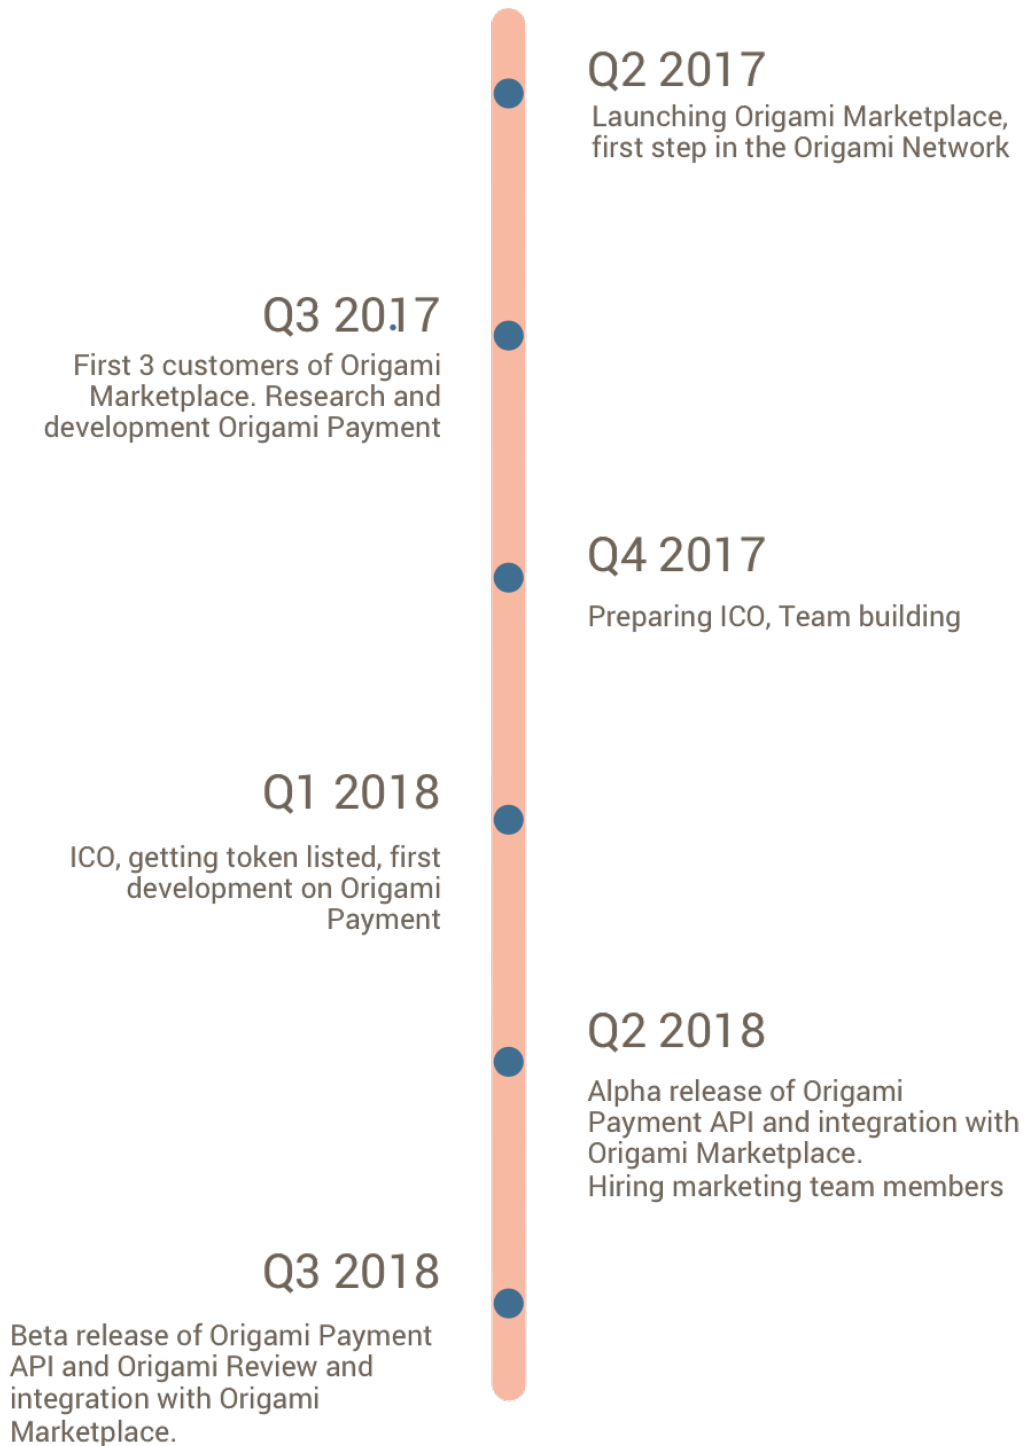 Q2 2017
Launching Origami Marketplace,
first step in the Origami Network
Q3 2017
First 3 customers of Origami
Marketplace. Research and
development Origami Payment
Q4 2017
Preparing ICO, Team building
Q1 2018
ICO, getting token listed, first
development on Origami
Payment
Q2 2018
Alpha release of Origami
Payment API and integration with
Origami Marketplace.
Hiring marketing team members
Q3 2018
Beta release of Origami Payment
API and Origami Review and
integration with Origami
Marketplace.